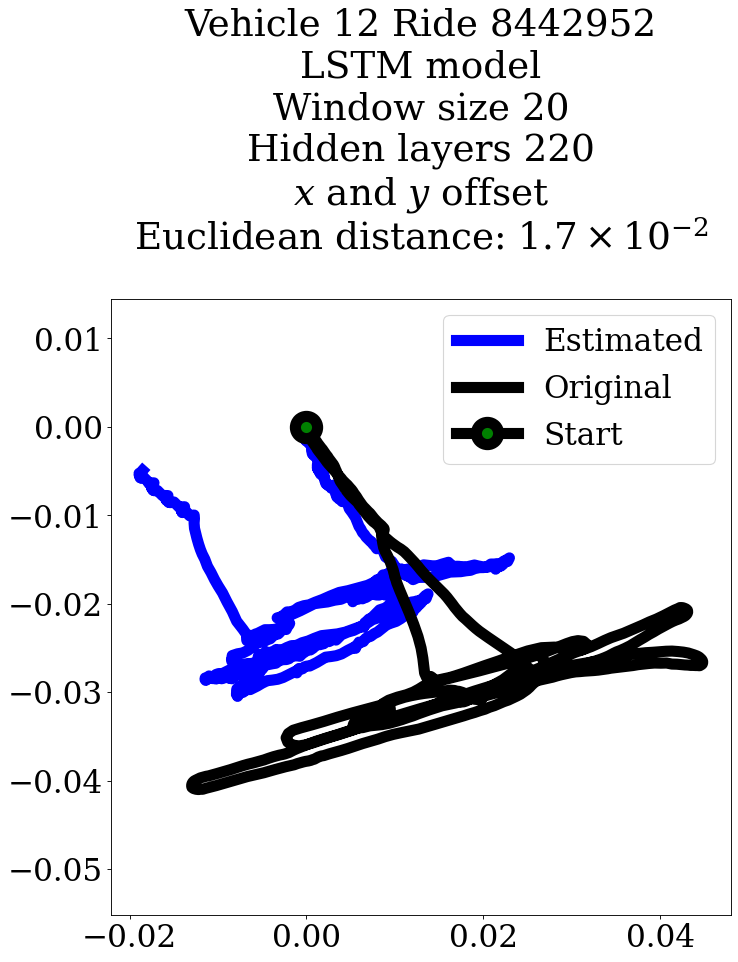 Vehicle 12 Ride 8442952
LSTM model
Window size 20
Hidden layers 220
x and y offset
Euclidean distance: 1.7 × 10⁻²
Estimated
Original
Start
0.01
0.00
−0.01
−0.02
−0.03
−0.04
−0.05
−0.02 0.00 0.02 0.04